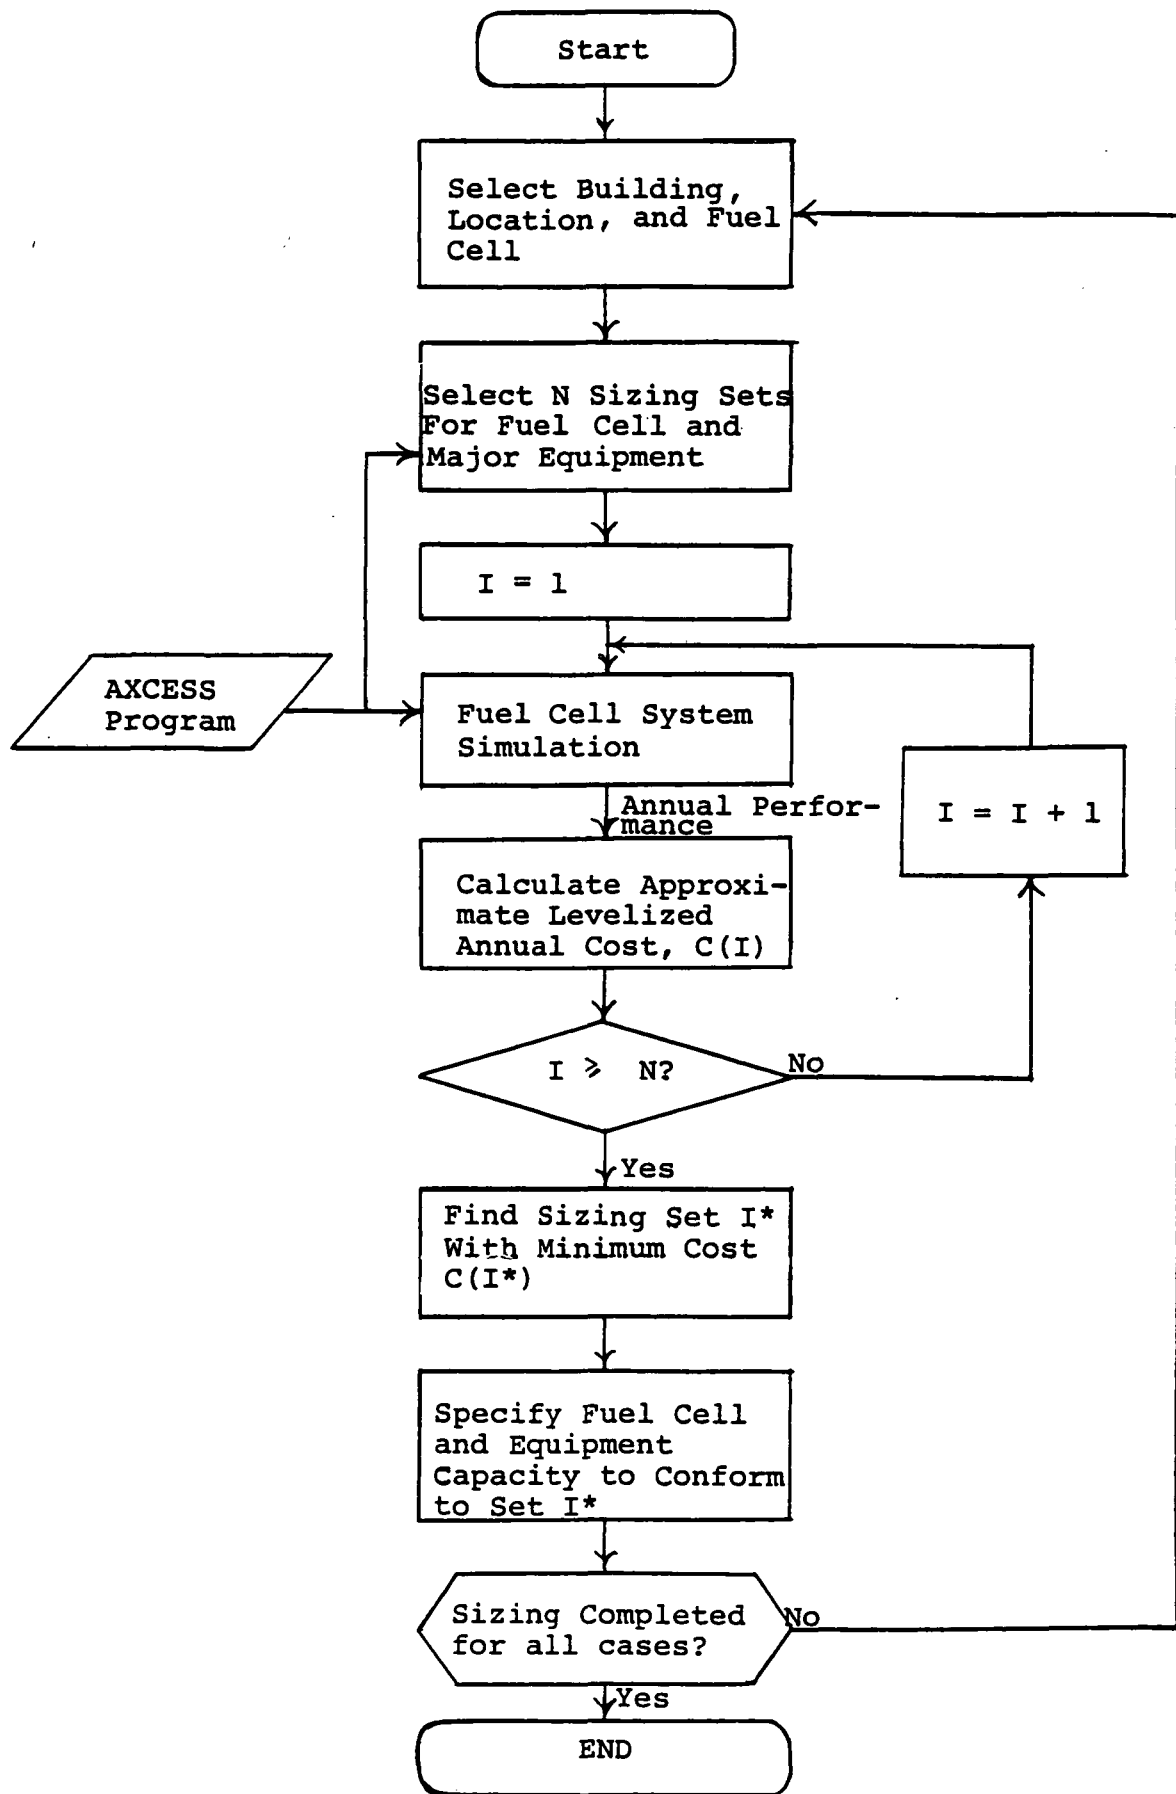 Start
Select Building,
Location, and Fuel
Cell
Select N Sizing Sets
For Fuel Cell and
Major Equipment
I = 1
AXCESS
Program
Fuel Cell System
Simulation
Annual Perfor-
mance
I = I + 1
Calculate Approxi-
mate Levelized
Annual Cost, C(I)
I ⩾ N?
No
Yes
Find Sizing Set I*
With Minimum Cost
C(I*)
Specify Fuel Cell
and Equipment
Capacity to Conform
to Set I*
Sizing Completed
for all cases?
No
Yes
END